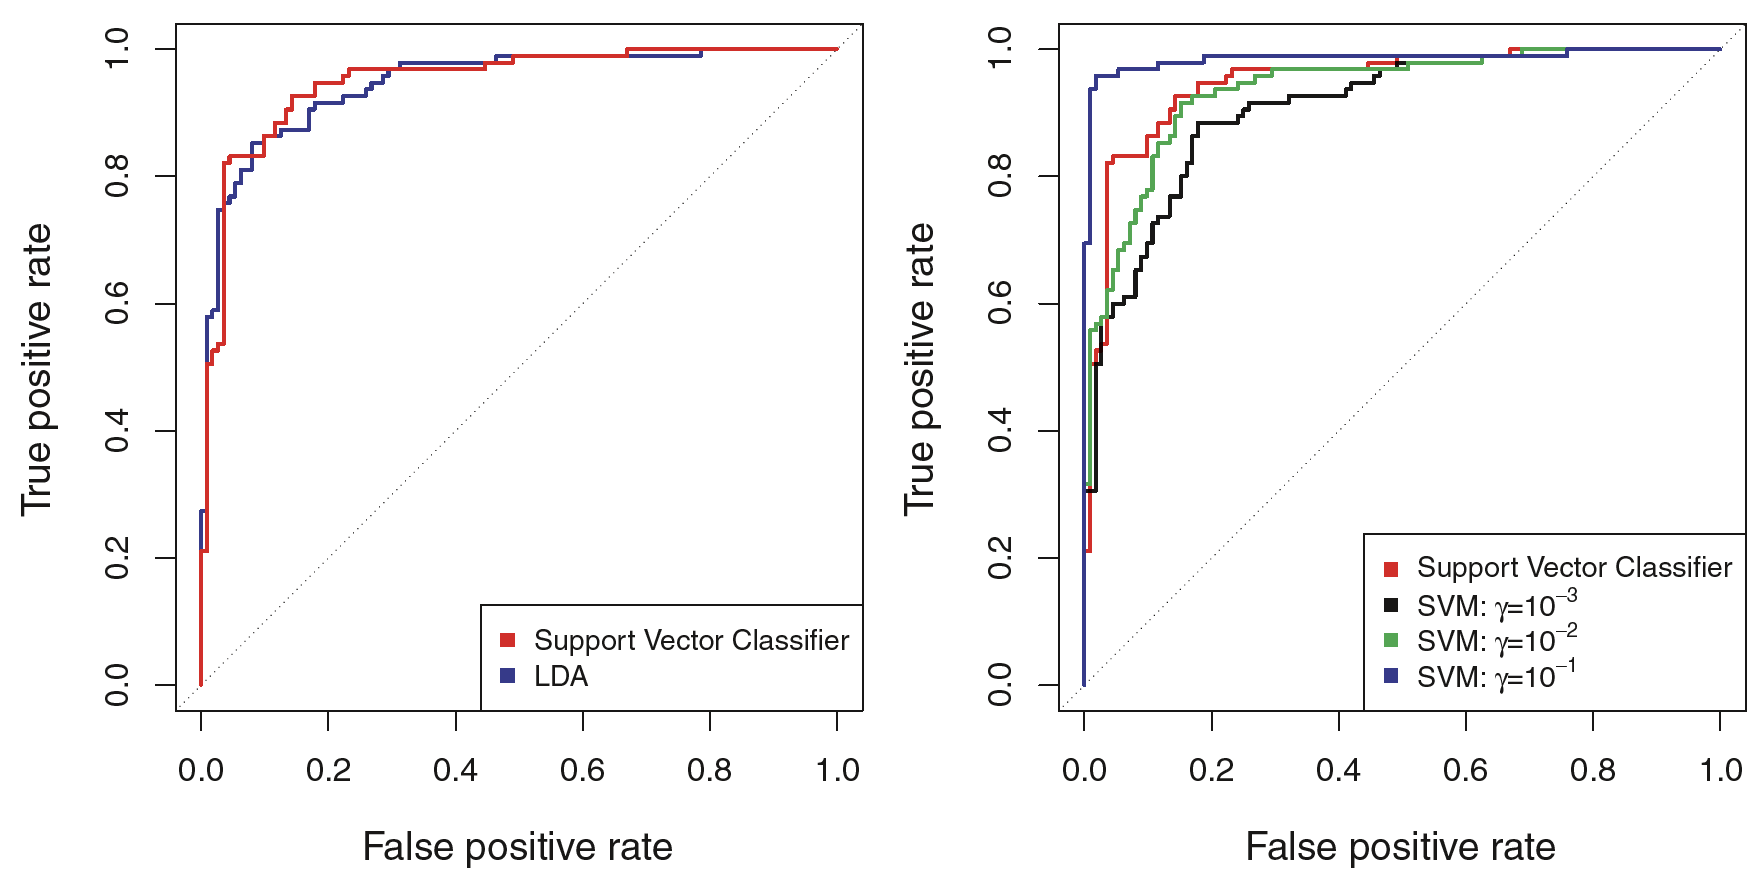 True positive rate
1.0
0.8
0.6
0.4
0.2
0.0
Support Vector Classifier
LDA
0.0 0.2 0.4 0.6 0.8 1.0
False positive rate
True positive rate
1.0
0.8
0.6
0.4
0.2
0.0
Support Vector Classifier
SVM: γ=10⁻³
SVM: γ=10⁻²
SVM: γ=10⁻¹
0.0 0.2 0.4 0.6 0.8 1.0
False positive rate